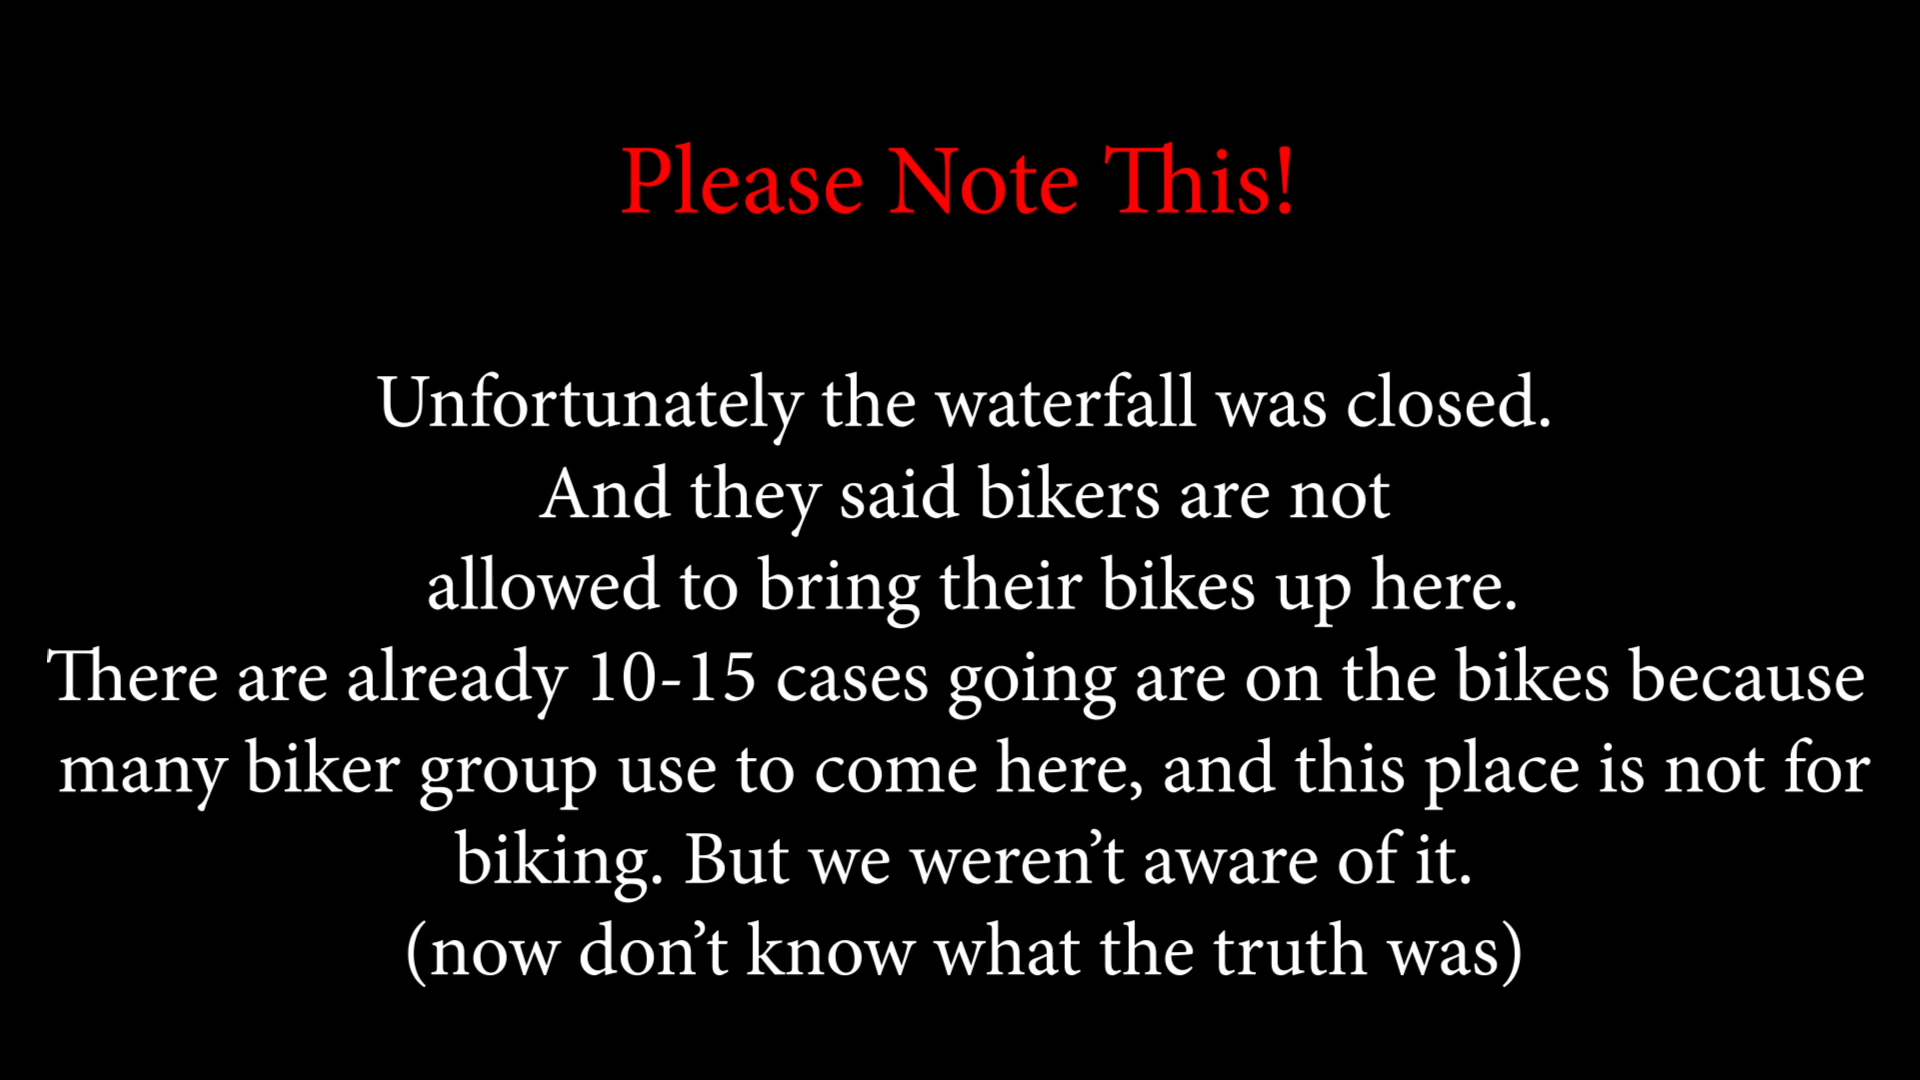 Please Note This!
Unfortunately the waterfall was closed.
And they said bikers are not
allowed to bring their bikes up here.
There are already 10-15 cases going are on the bikes because
many biker group use to come here, and this place is not for
biking. But we weren’t aware of it.
(now don’t know what the truth was)